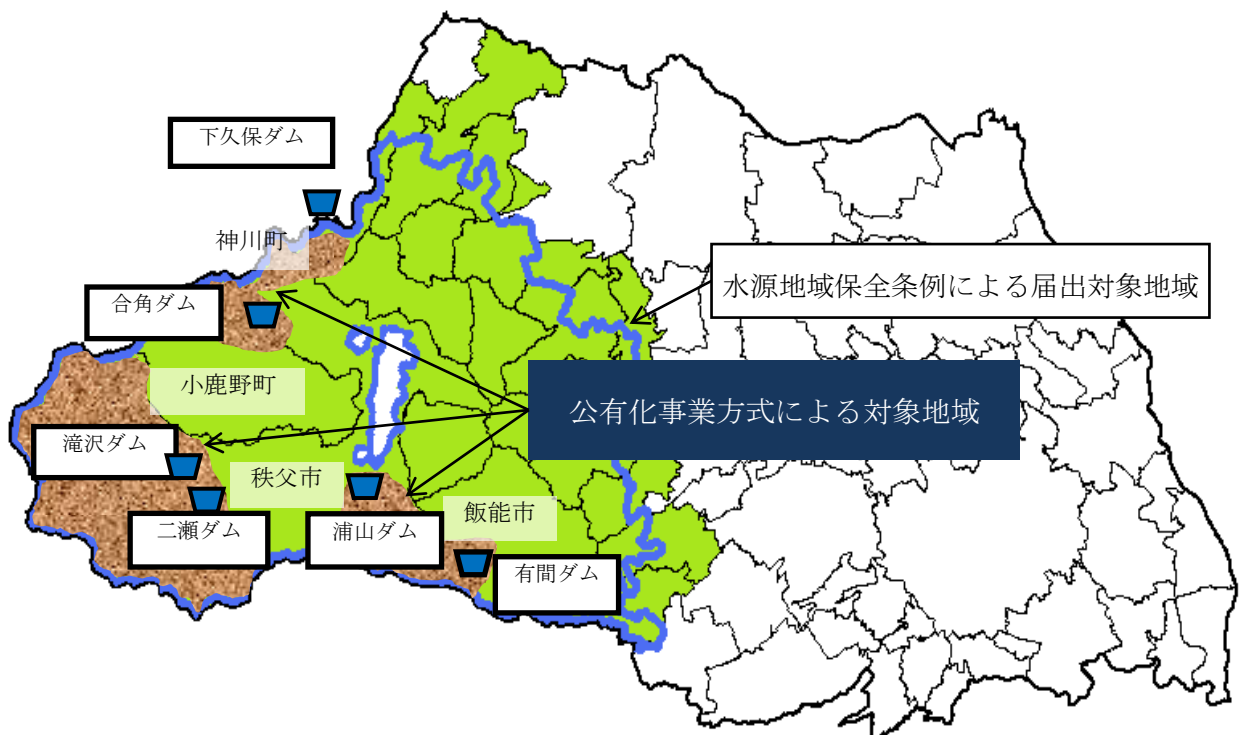 下久保ダム
神川町
水源地域保全条例による届出対象地域
合角ダム
小鹿野町
公有化事業方式による対象地域
滝沢ダム
秩父市
飯能市
二瀬ダム
浦山ダム
有間ダム